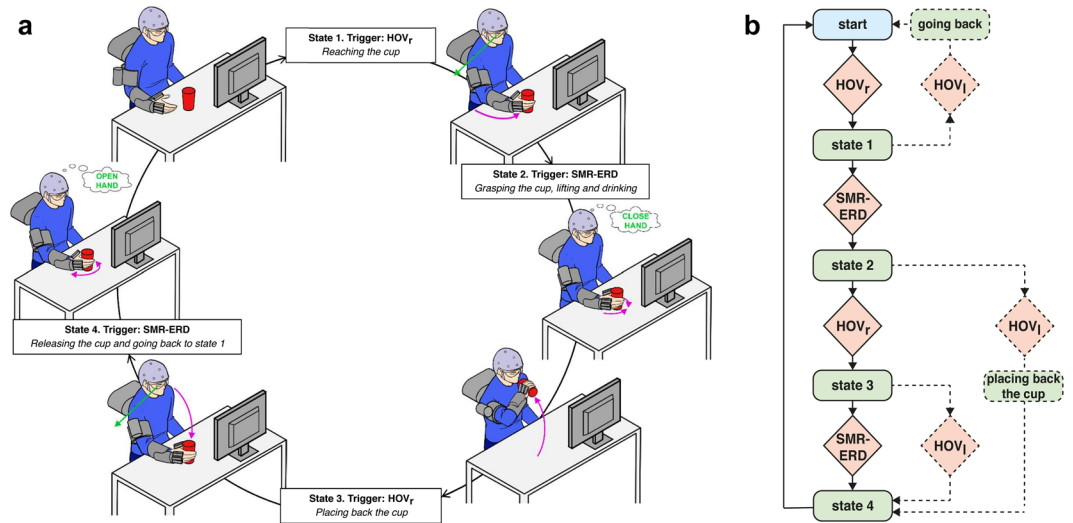 a
State 1. Trigger: HOVr
Reaching the cup
State 2. Trigger: SMR-ERD
Grasping the cup, lifting and drinking
CLOSE
HAND
State 3. Trigger: HOVr
Placing back the cup
State 4. Trigger: SMR-ERD
Releasing the cup and going back to state 1
OPEN
HAND
b
start
going back
HOVr
HOVl
state 1
SMR-
ERD
state 2
HOVr
HOVl
state 3
placing back
the cup
SMR-
ERD
HOVl
state 4